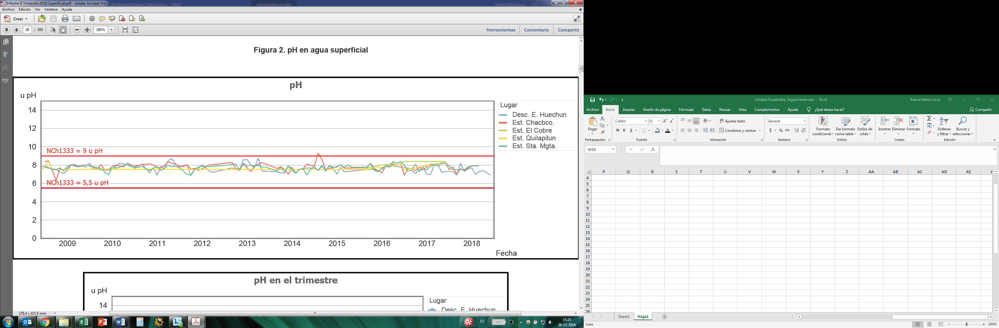 Informe II Trimestre 2018 Superficial.pdf - Adobe Acrobat Pro
Archivo Edición Ver Ventana Ayuda
Crear
28 / 309 180% Herramientas Comentario Compartir
Figura 2. pH en agua superficial
pH
u pH
14
12
10
8
6
4
2
0
NCh1333 = 9 u pH
NCh1333 = 5,5 u pH
2009 2010 2011 2012 2013 2014 2015 2016 2017 2018
Fecha
Lugar
Desc. E. Huechun
Est. Chacbco.
Est. El Cobre
Est. Quilapilun
Est. Sta. Mgta.
pH en el trimestre
u pH
14
Lugar
Desc. E. Huechun
279,4 x 215,9 mm
ES
15:25
26-12-2018
Unidad Fiscalizable_Seguimiento.xlsx - Excel
Karina Febre Lorca
Archivo Inicio Insertar Diseño de página Fórmulas Datos Revisar Vista Complementos Ayuda ¿Qué desea hacer? Compartir
Pegar
Portapapeles
Calibri 11
N K S
Fuente
Ajustar texto
Combinar y centrar
Alineación
General
$ % 000
Número
Formato condicional
Dar formato como tabla
Estilos de celda
Estilos
Insertar Eliminar Formato
Celdas
Ordenar y filtrar
Buscar y seleccionar
Edición
W58 fx
P Q R S T U V W X Y Z AA AB AC AD AE
4
5
6
7
8
9
10
11
12
13
14
15
16
17
18
19
20
21
22
23
24
25
26
Sheet1 Hoja1
Listo
100%